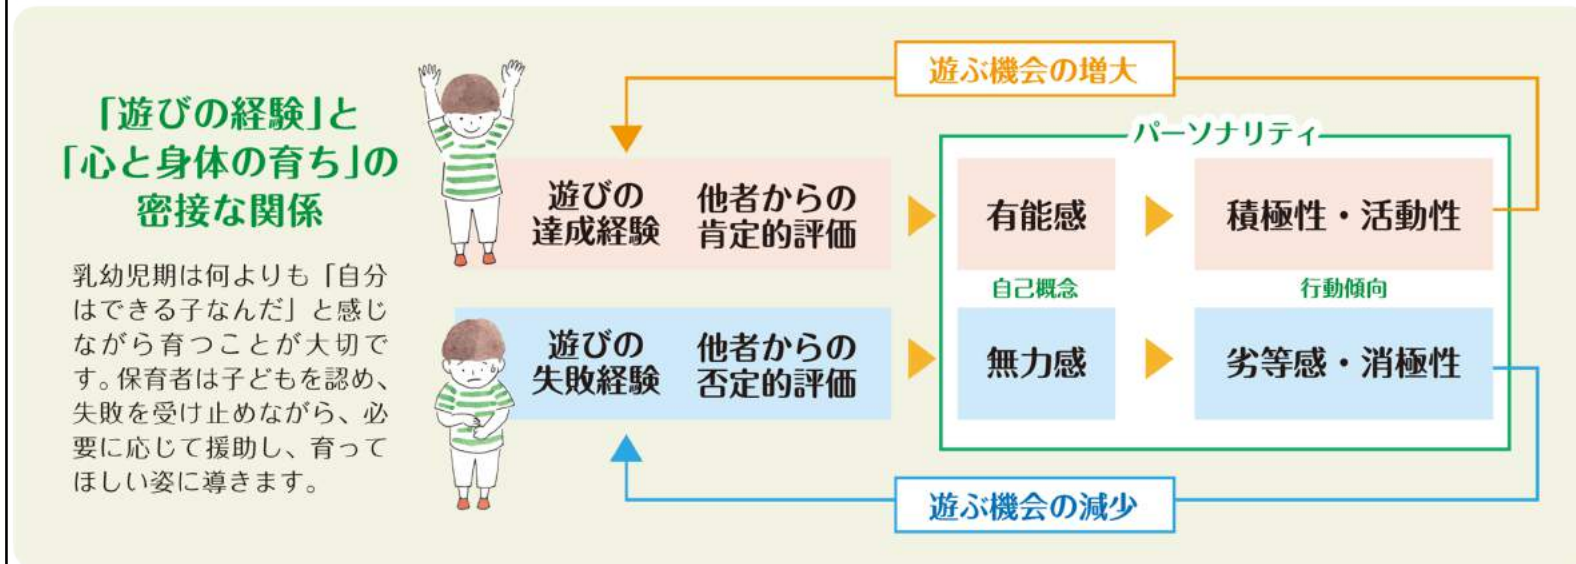 「遊びの経験」と
「心と身体の育ち」の
密接な関係
乳幼児期は何よりも「自分
はできる子なんだ」と感じ
ながら育つことが大切で
す。保育者は子どもを認め、
失敗を受け止めながら、必
要に応じて援助し、育って
ほしい姿に導きます。
遊ぶ機会の増大
パーソナリティ
遊びの
達成経験
他者からの
肯定的評価
有能感
積極性・活動性
自己概念
行動傾向
遊びの
失敗経験
他者からの
否定的評価
無力感
劣等感・消極性
遊ぶ機会の減少